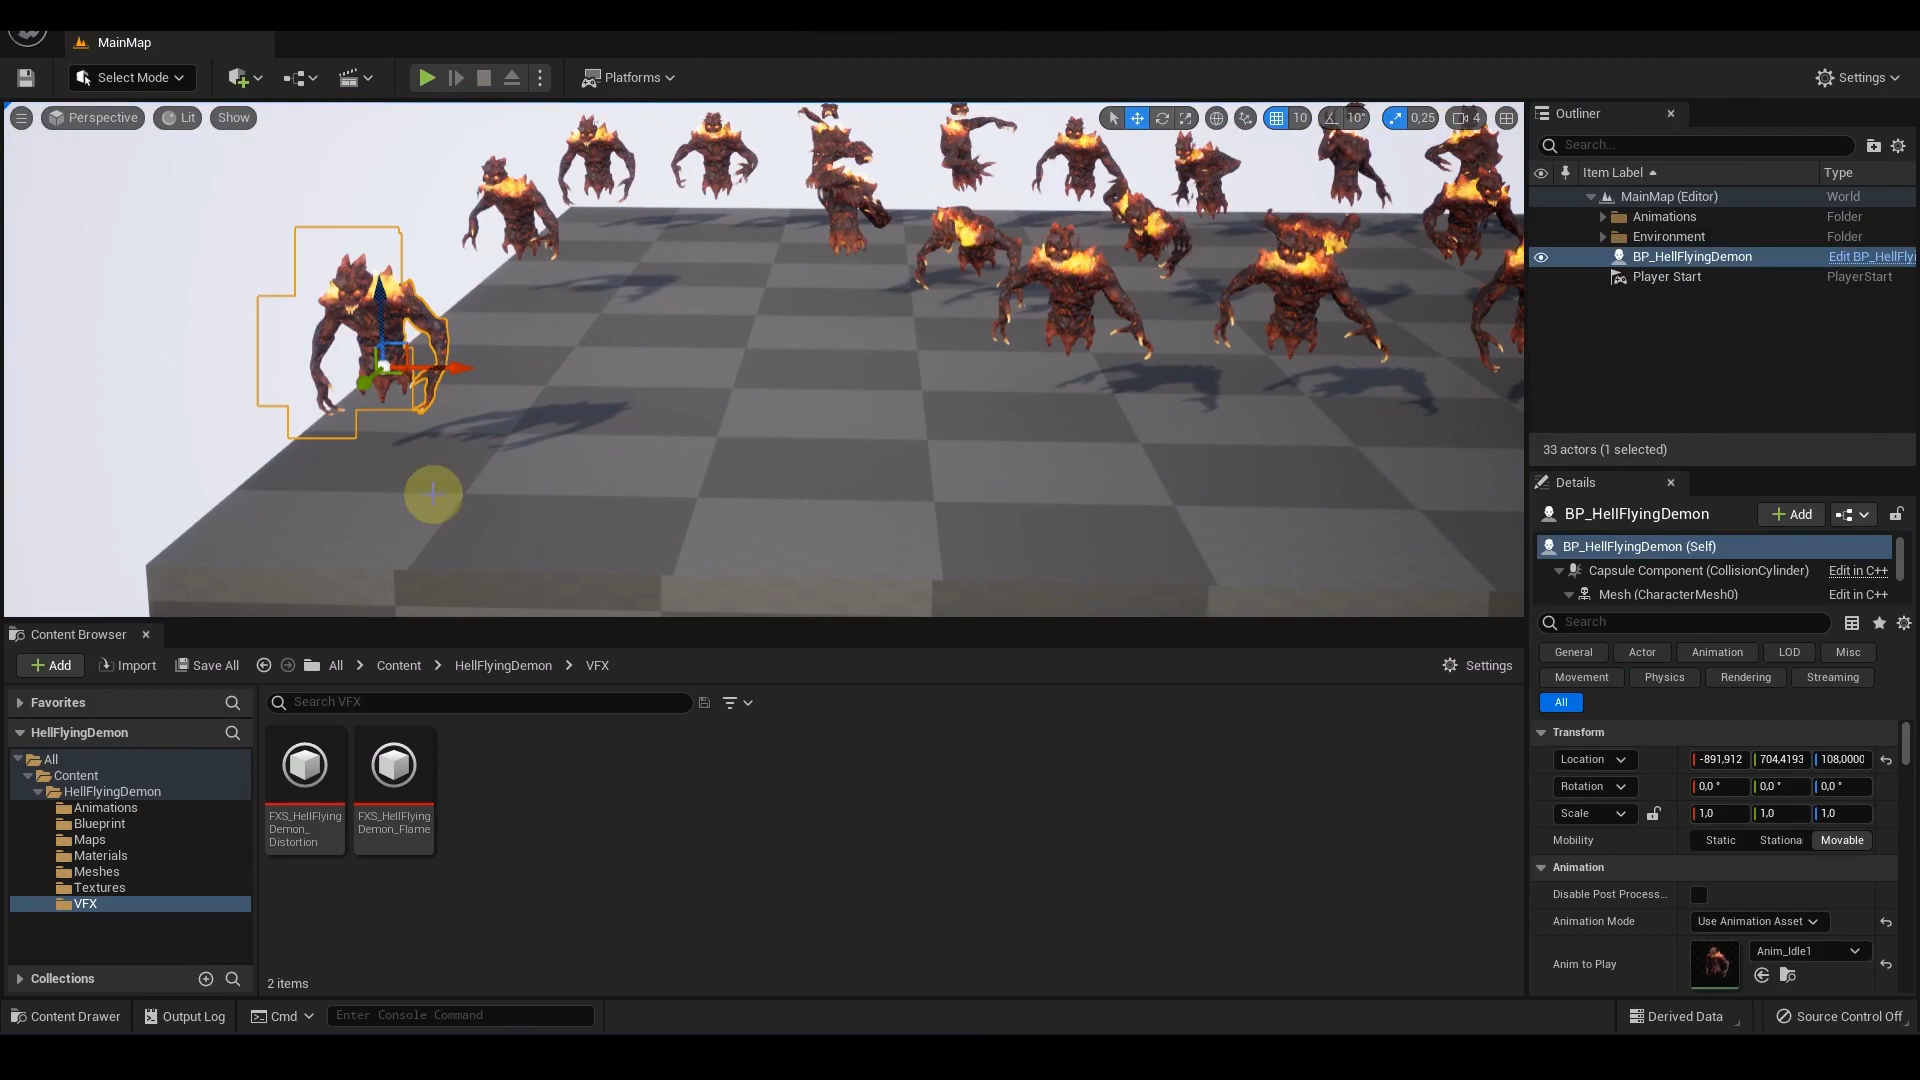 MainMap
Select Mode
Platforms
Settings
Perspective
Lit
Show
10
10°
0,25
4
Outliner
Search...
Item Label
Type
MainMap (Editor)
World
Animations
Folder
Environment
Folder
BP_HellFlyingDemon
Edit BP_HellFlyi
Player Start
PlayerStart
33 actors (1 selected)
Details
BP_HellFlyingDemon
Add
BP_HellFlyingDemon (Self)
Capsule Component (CollisionCylinder)
Edit in C++
Mesh (CharacterMesh0)
Edit in C++
Search
General
Actor
Animation
LOD
Misc
Movement
Physics
Rendering
Streaming
All
Transform
Location
-891,912
704,4193
108,0000
Rotation
0,0 °
0,0 °
0,0 °
Scale
1,0
1,0
1,0
Mobility
Static
Stationa
Movable
Animation
Disable Post Process...
Animation Mode
Use Animation Asset
Anim to Play
Anim_Idle1
Content Browser
Add
Import
Save All
All
Content
HellFlyingDemon
VFX
Settings
Favorites
HellFlyingDemon
All
Content
HellFlyingDemon
Animations
Blueprint
Maps
Materials
Meshes
Textures
VFX
Collections
Search VFX
FXS_HellFlying
Demon_
Distortion
FXS_HellFlying
Demon_Flame
2 items
Content Drawer
Output Log
Cmd
Enter Console Command
Derived Data
Source Control Off